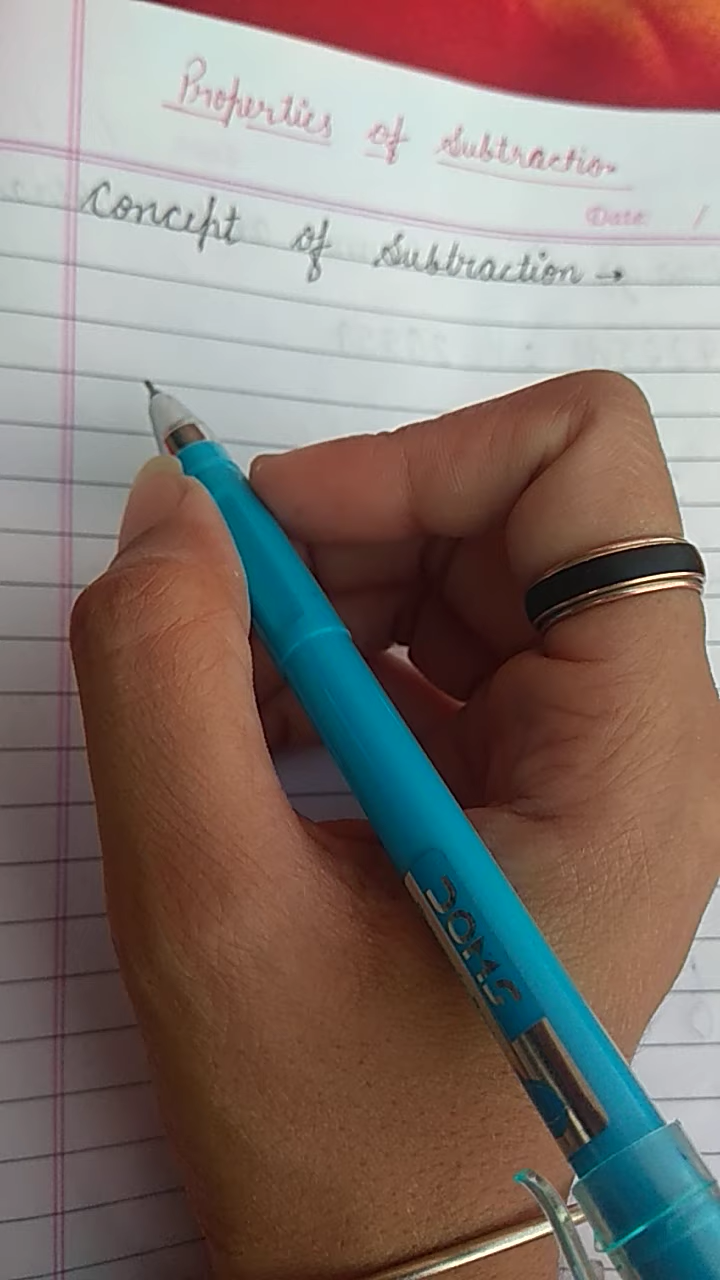 Properties of Subtraction
Date /
Concept of Subtraction →
DOMS